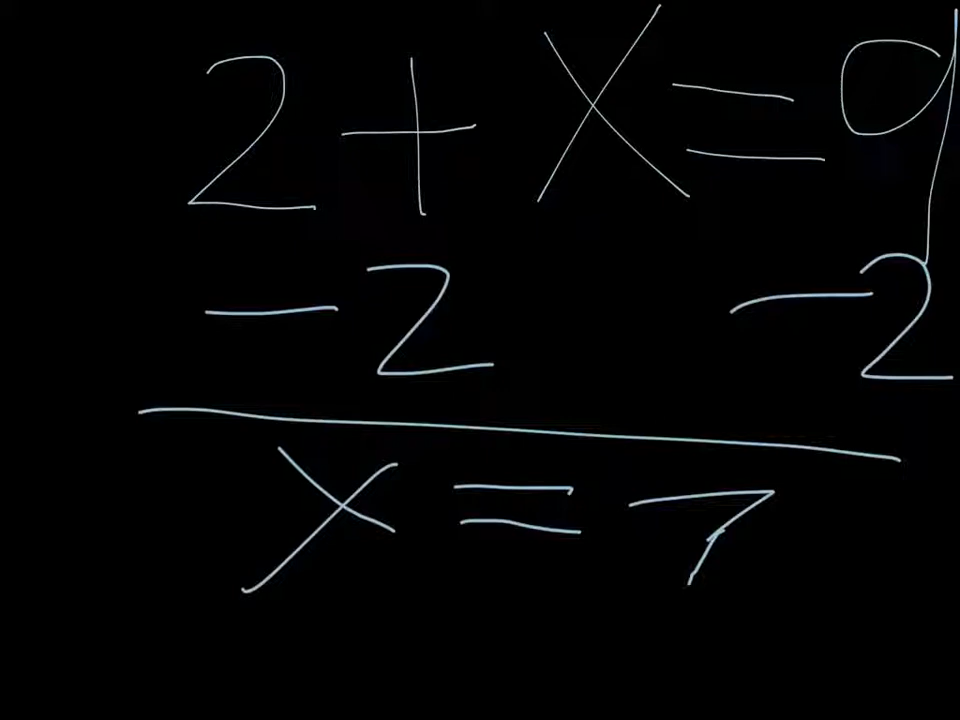 2 + X = 9
- 2 - 2
X = 7